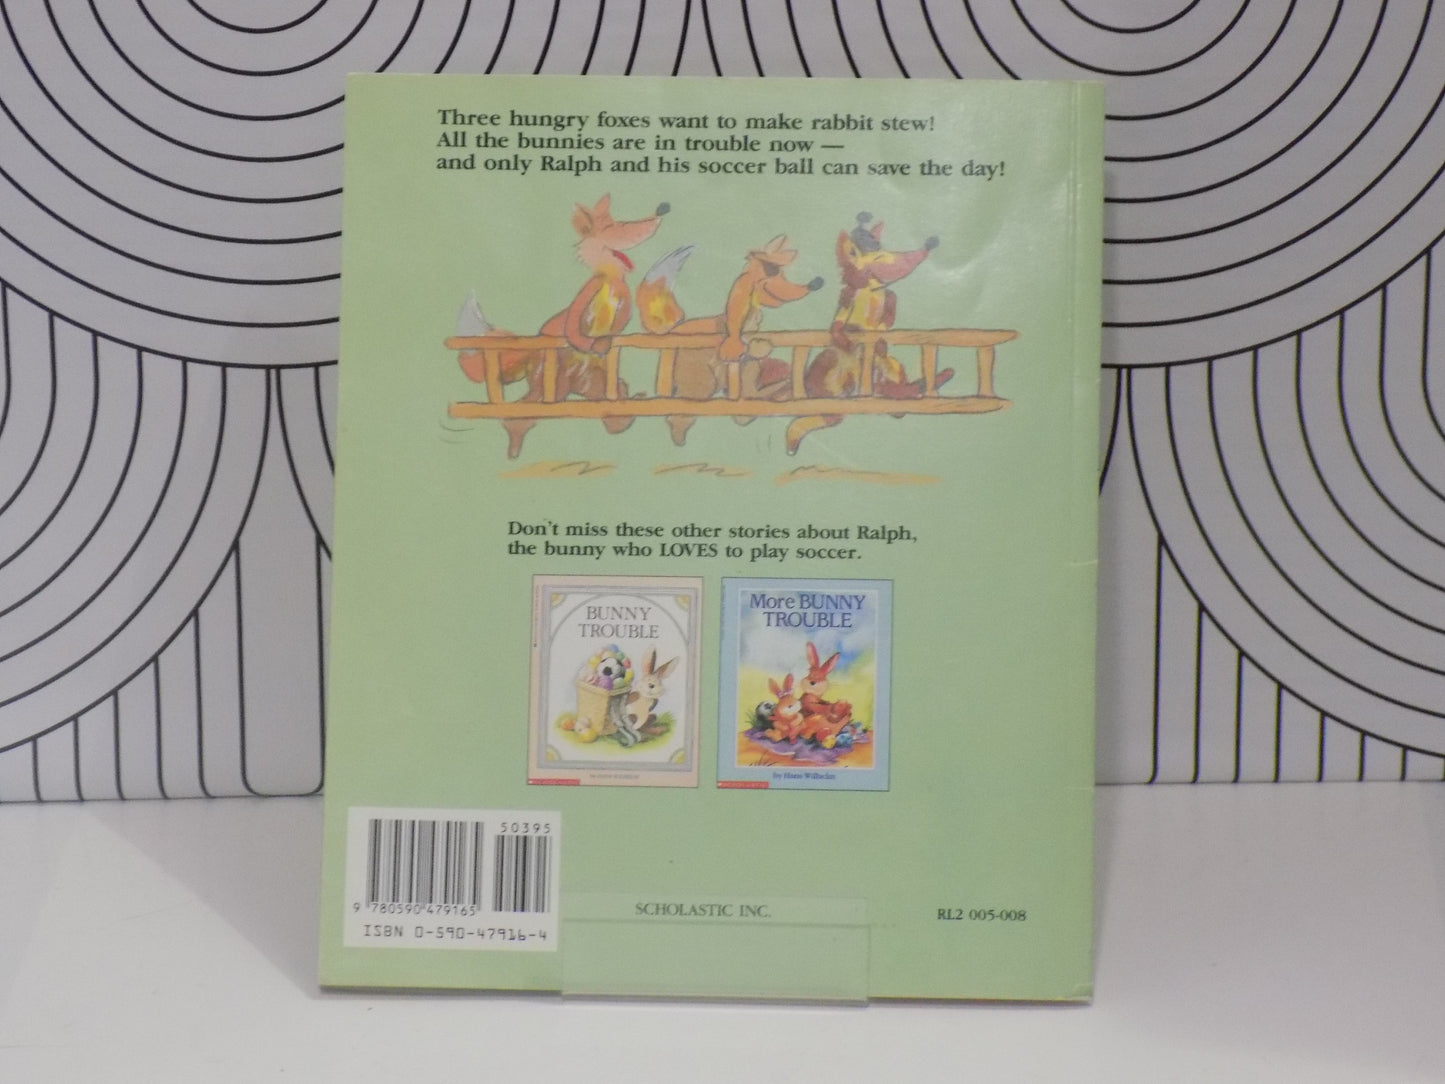 Three hungry foxes want to make rabbit stew!
All the bunnies are in trouble now —
and only Ralph and his soccer ball can save the day!
Don't miss these other stories about Ralph,
the bunny who LOVES to play soccer.
BUNNY
TROUBLE
More BUNNY
TROUBLE
by Hans Wilhelm
50395
9 780590 479165
ISBN 0-590-47916-4
SCHOLASTIC INC.
RL2 005-008